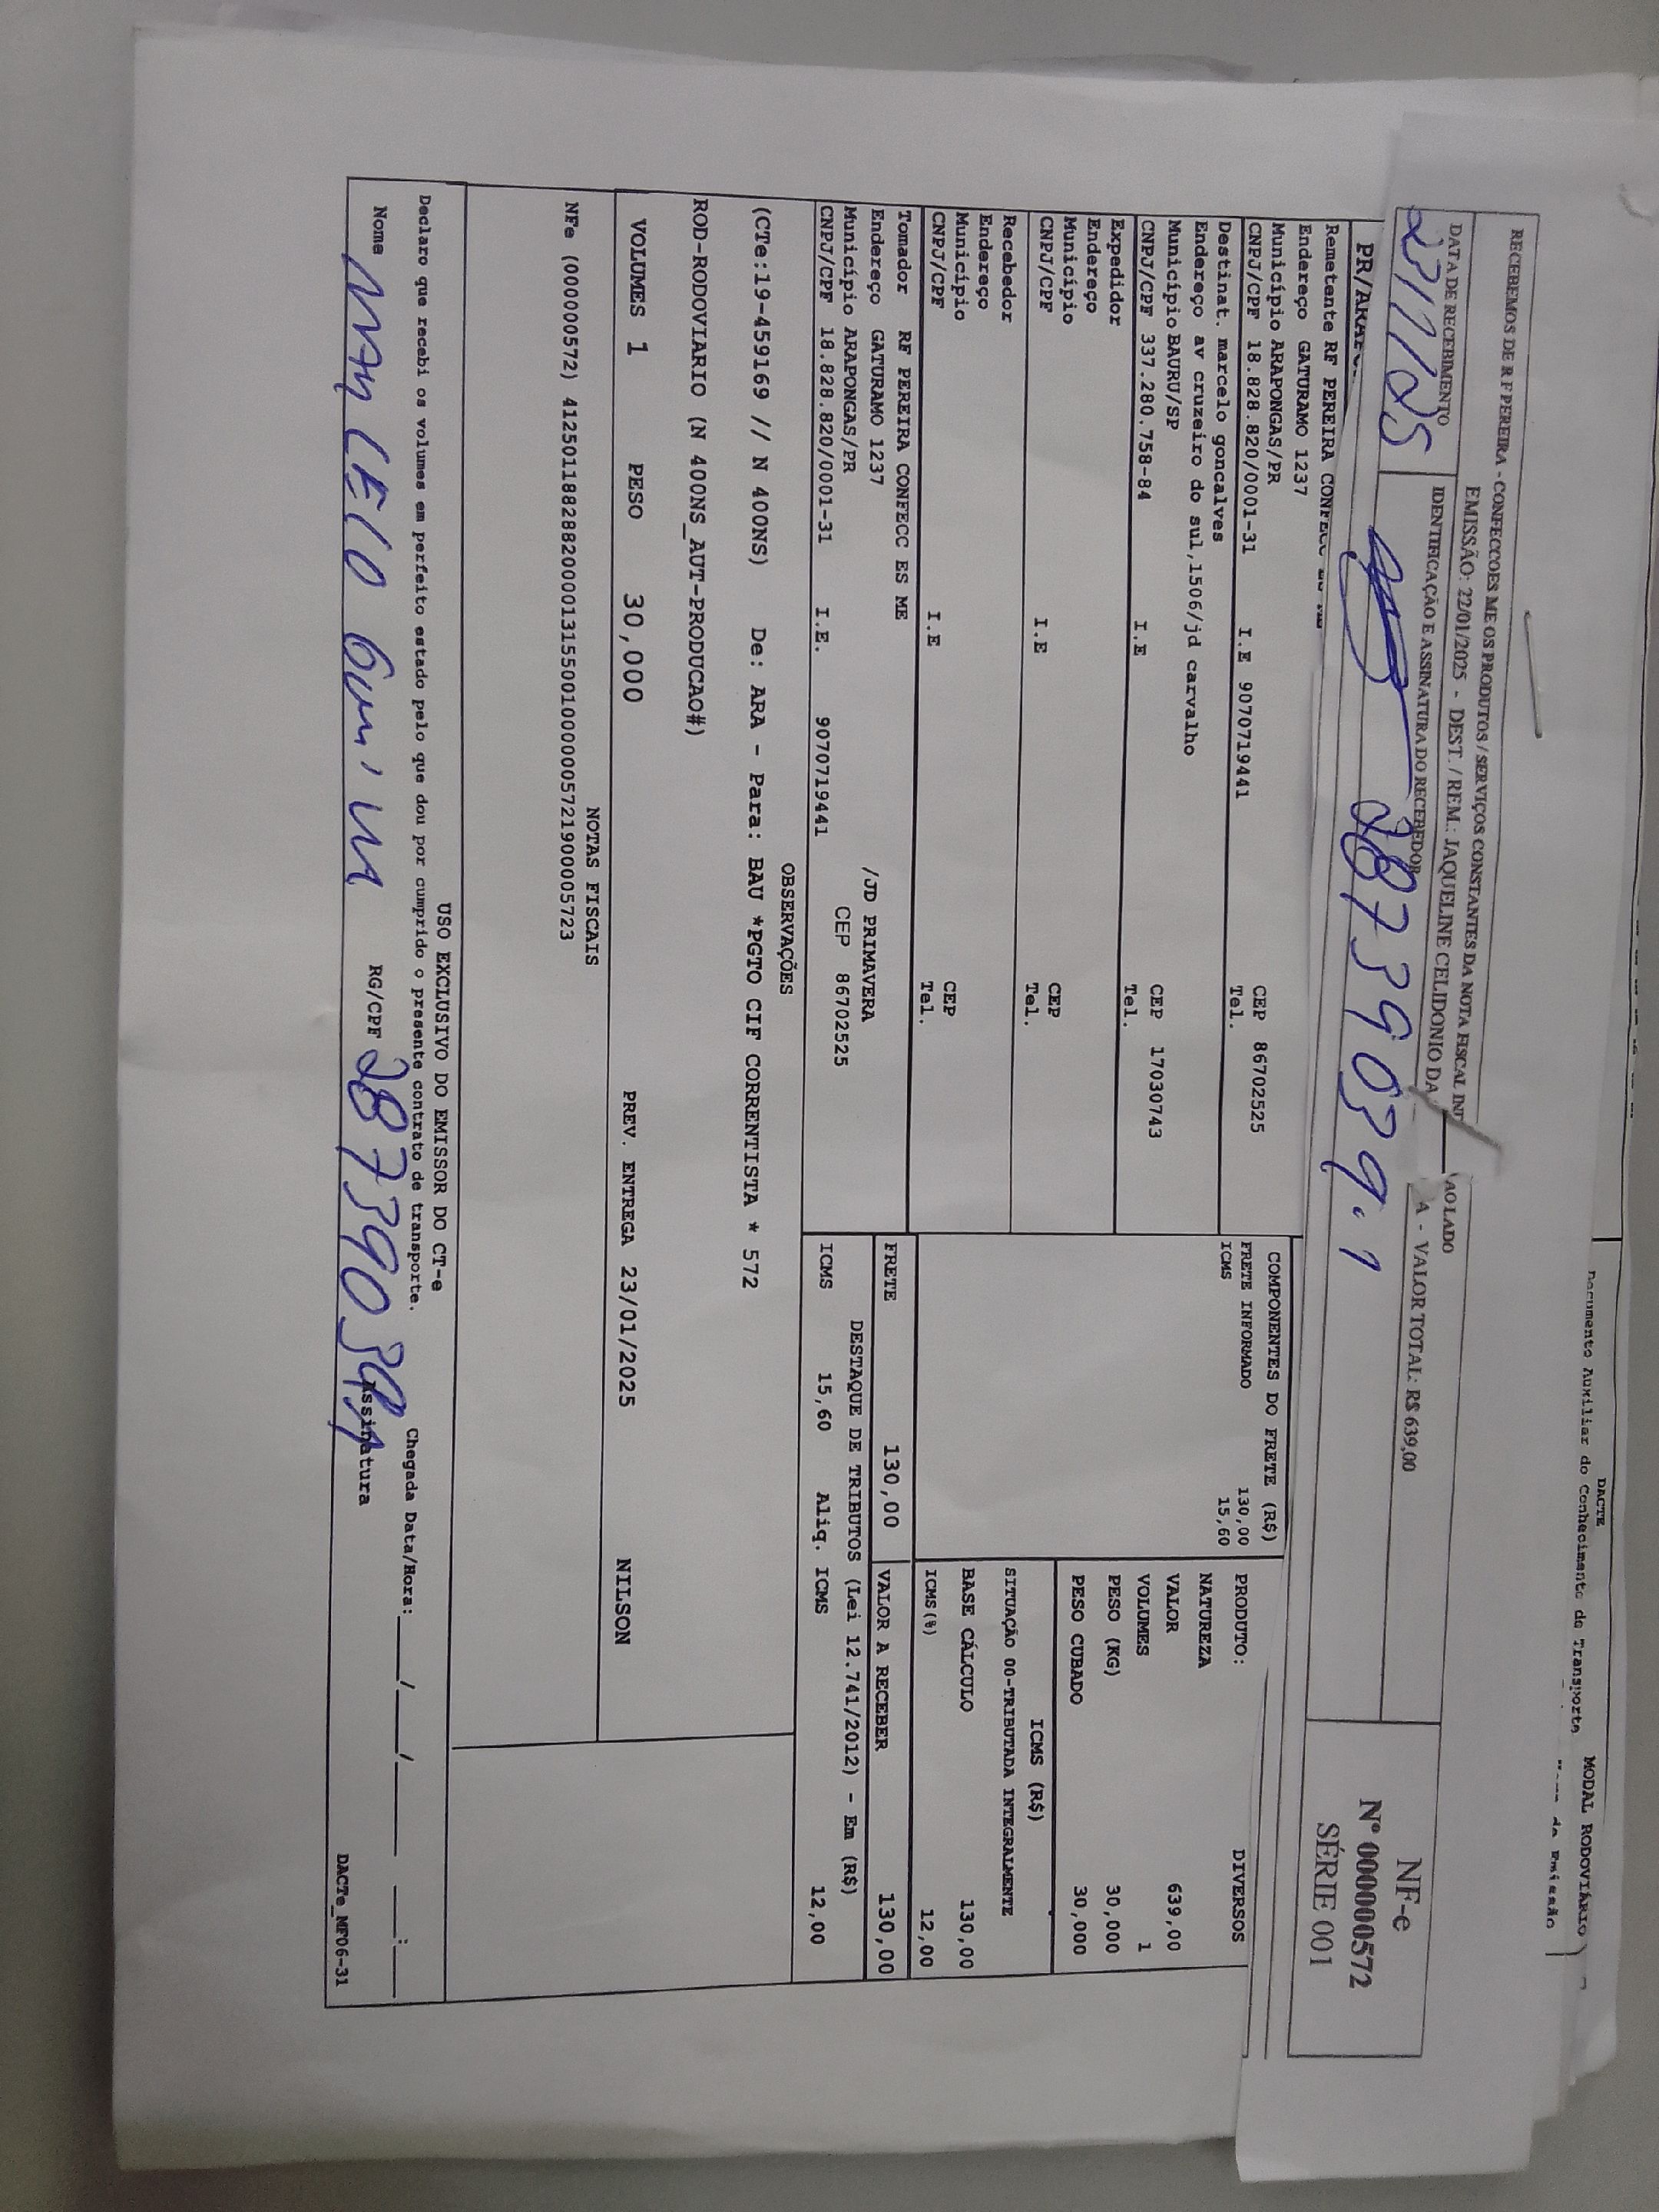 DACTE
Documento Auxiliar do Conhecimento de Transporte
MODAL RODOVIÁRIO
RECEBEMOS DE R F PEREIRA - CONFECCOES ME OS PRODUTOS / SERVIÇOS CONSTANTES DA NOTA FISCAL IND
AO LADO
EMISSÃO: 22/01/2025 - DEST. / REM.: JAQUELINE CELIDONIO DA
A - VALOR TOTAL: R$ 639,00
DATA DE RECEBIMENTO
IDENTIFICAÇÃO E ASSINATURA DO RECEBEDOR
28739039.1
NF-e
Nº 000000572
SÉRIE 001
Remetente RF PEREIRA
Endereço GATURAMO 1237
Município ARAPONGAS/PR
CEP 86702525
CNPJ/CPF 18.828.820/0001-31 I.E 9070719441 Tel.
Destinat. marcelo goncalves
Endereço av cruzeiro do sul,1506/jd carvalho
Município BAURU/SP CEP 17030743
CNPJ/CPF 337.280.758-84 I.E Tel.
Expedidor
Endereço
Município CEP
CNPJ/CPF I.E Tel.
Recebedor
Endereço
Município CEP
CNPJ/CPF I.E Tel.
Tomador RF PEREIRA CONFECC ES ME
Endereço GATURAMO 1237 /JD PRIMAVERA
Município ARAPONGAS/PR CEP 86702525
CNPJ/CPF 18.828.820/0001-31 I.E. 9070719441
COMPONENTES DO FRETE (R$)
FRETE INFORMADO 130,00
ICMS 15,60
PRODUTO: DIVERSOS
NATUREZA
VALOR 639,00
VOLUMES 1
PESO (KG) 30,000
PESO CUBADO 30,000
ICMS (R$)
SITUAÇÃO 00-TRIBUTADA INTEGRALMENTE
BASE CÁLCULO 130,00
ICMS(%) 12,00
FRETE 130,00 VALOR A RECEBER 130,00
DESTAQUE DE TRIBUTOS (Lei 12.741/2012) - Em (R$)
ICMS 15,60 Aliq. ICMS 12,00
OBSERVAÇÕES
(CTe:19-459169 // N 400NS) De: ARA - Para: BAU *PGTO CIF CORRENTISTA * 572
ROD-RODOVIARIO (N 400NS_AUT-PRODUCAO#)
VOLUMES 1 PESO 30,000 PREV. ENTREGA 23/01/2025 NILSON
NOTAS FISCAIS
NFe (000000572) 41250118828820000131550010000005721900005723
USO EXCLUSIVO DO EMISSOR DO CT-e
Declaro que recebi os volumes em perfeito estado pelo que dou por cumprido o presente contrato de transporte.
Chegada Data/Hora: ___/___/_____ ___:___
Nome RG/CPF 28739039.1 Assinatura
DACTe_MF06-31